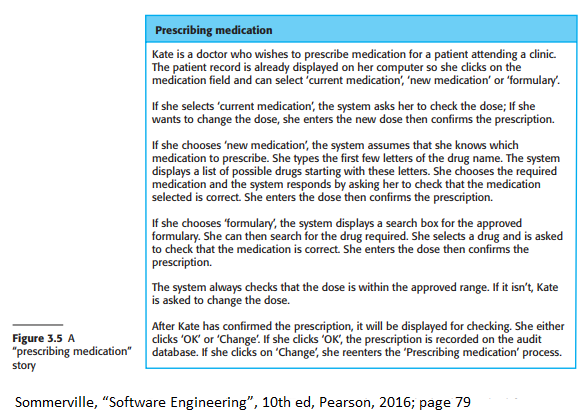 Prescribing medication
Kate is a doctor who wishes to prescribe medication for a patient attending a clinic.
The patient record is already displayed on her computer so she clicks on the
medication field and can select ‘current medication’, ‘new medication’ or ‘formulary’.
If she selects ‘current medication’, the system asks her to check the dose; If she
wants to change the dose, she enters the new dose then confirms the prescription.
If she chooses ‘new medication’, the system assumes that she knows which
medication to prescribe. She types the first few letters of the drug name. The system
displays a list of possible drugs starting with these letters. She chooses the required
medication and the system responds by asking her to check that the medication
selected is correct. She enters the dose then confirms the prescription.
If she chooses ‘formulary’, the system displays a search box for the approved
formulary. She can then search for the drug required. She selects a drug and is asked
to check that the medication is correct. She enters the dose then confirms the
prescription.
The system always checks that the dose is within the approved range. If it isn’t, Kate
is asked to change the dose.
After Kate has confirmed the prescription, it will be displayed for checking. She either
clicks ‘OK’ or ‘Change’. If she clicks ‘OK’, the prescription is recorded on the audit
database. If she clicks on ‘Change’, she reenters the ‘Prescribing medication’ process.
Figure 3.5 A
“prescribing medication”
story
Sommerville, “Software Engineering”, 10th ed, Pearson, 2016; page 79